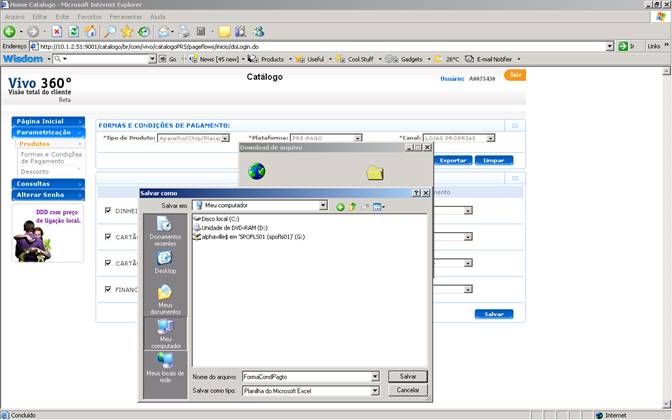 Home Catalogo - Microsoft Internet Explorer
Arquivo Editar Exibir Favoritos Ferramentas Ajuda
Endereço http://10.1.2.51:9001/catalogo/br/com/vivo/catalogoPRS/pageflows/inicio/doLogin.do Ir Links »
Wisdom Go News [45 new] Products Useful Cool Stuff Gadgets 26°C E-mail Notifier
Vivo 360°
Visão total do cliente
Beta
Catálogo
Usuário: A0075430
Sair
Página Inicial
Parametrização
Produtos
Formas e Condições de Pagamento
Desconto
Consultas
Alterar Senha
DDD com preço
de ligação local.
FORMAS E CONDIÇÕES DE PAGAMENTO:
*Tipo de Produto: Aparelho/Chip/Placa/ *Plataforma: PRÉ-PAGO *Canal: LOJAS PRÓPRIAS
Exportar Limpar
Download de arquivo
DINHEI
CARTÃ
CARTÃ
FINANC
Salvar
Salvar como
Salvar em: Meu computador
Documentos recentes
Desktop
Meus documentos
Meu computador
Meus locais de rede
Disco local (C:)
Unidade de DVD-RAM (D:)
alphaville$ em 'SPOFLS01 (spofls01)' (G:)
Nome do arquivo: FormaCondPagto Salvar
Salvar como tipo: Planilha do Microsoft Excel Cancelar
Concluído Internet